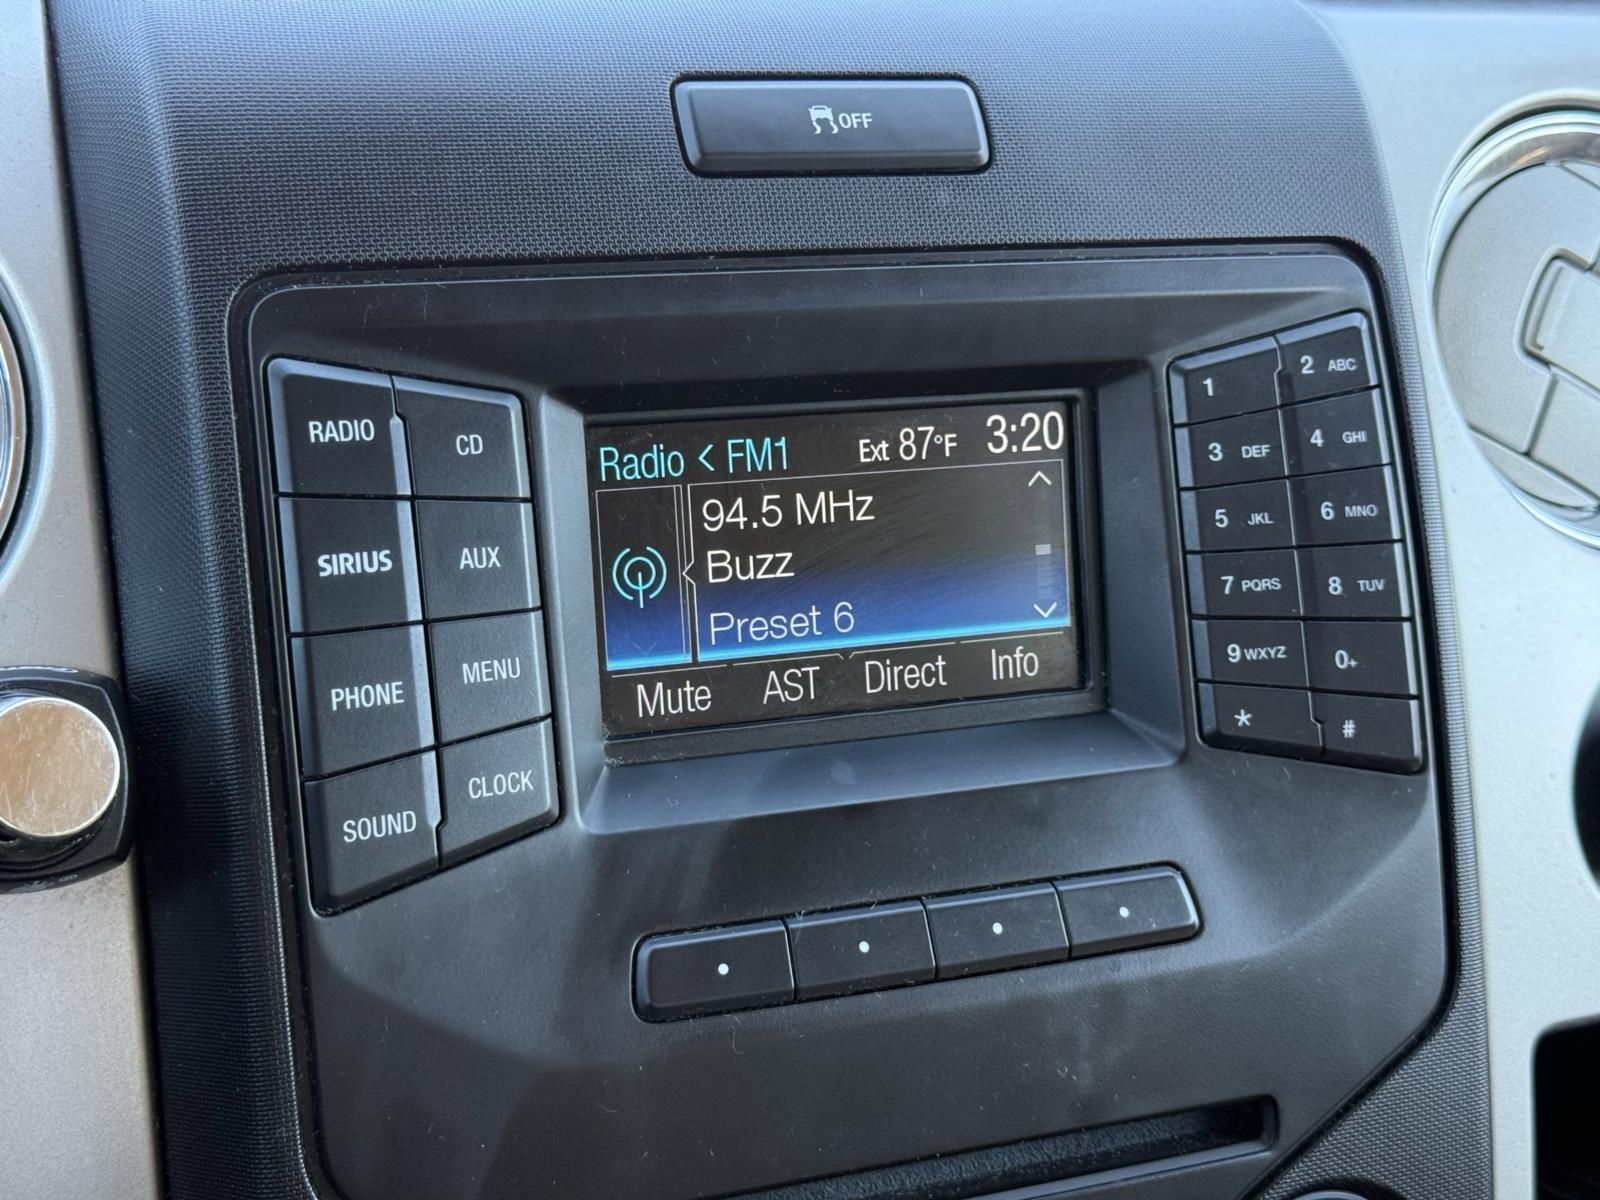 OFF
RADIO
CD
SIRIUS
AUX
PHONE
MENU
SOUND
CLOCK
Radio < FM1 Ext 87°F 3:20
94.5 MHz
Buzz
Preset 6
Mute AST Direct Info
1
2 ABC
3 DEF
4 GHI
5 JKL
6 MNO
7 PQRS
8 TUV
9 WXYZ
0+
*
#